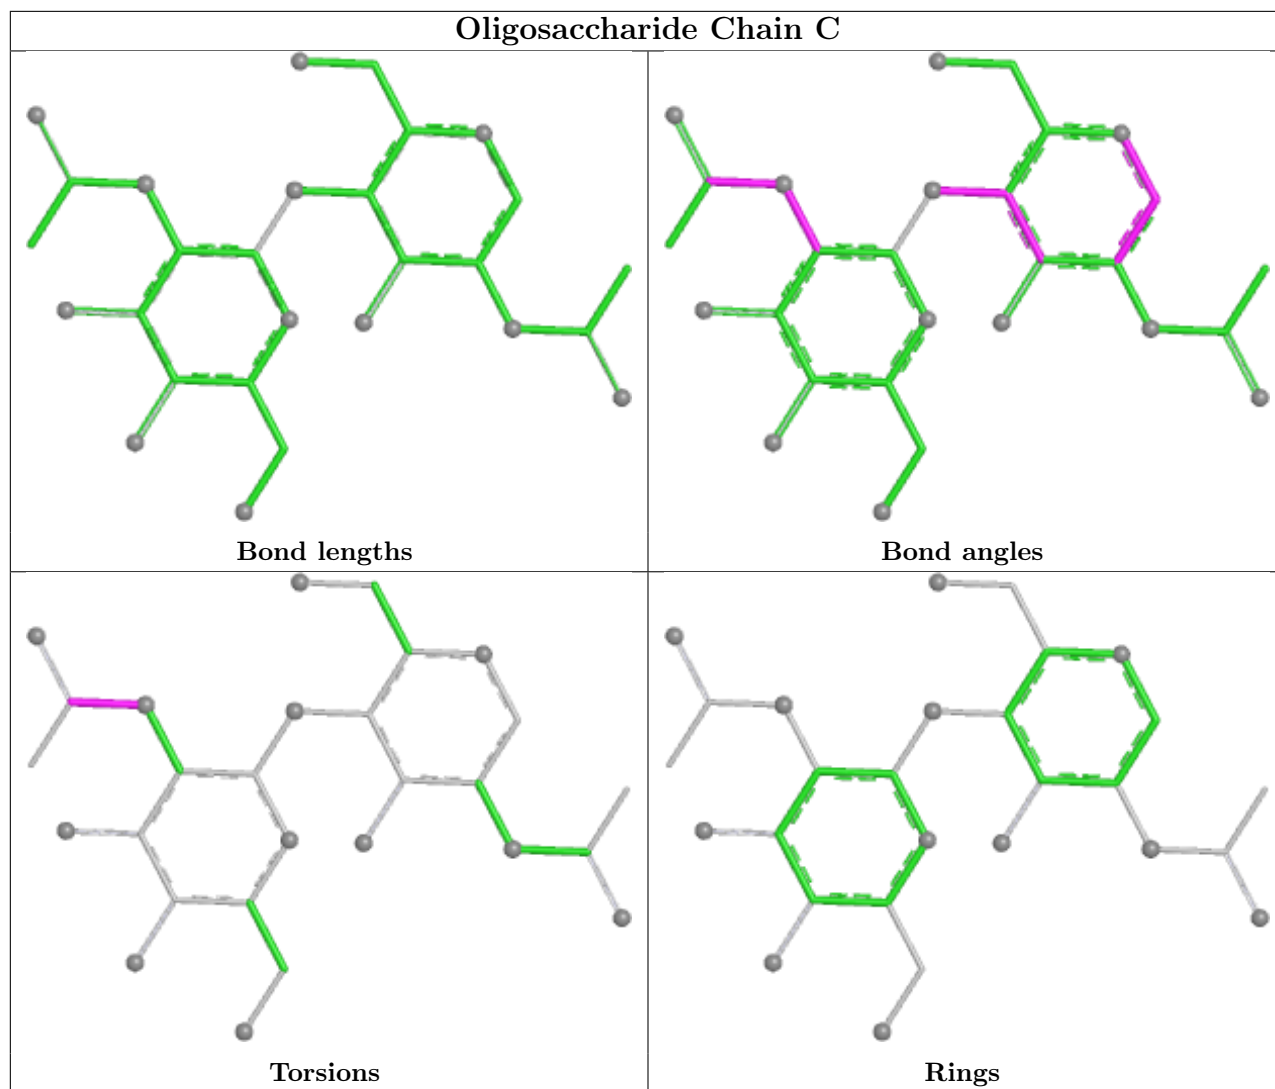 Oligosaccharide Chain C
Bond lengths
Bond angles
Torsions
Rings